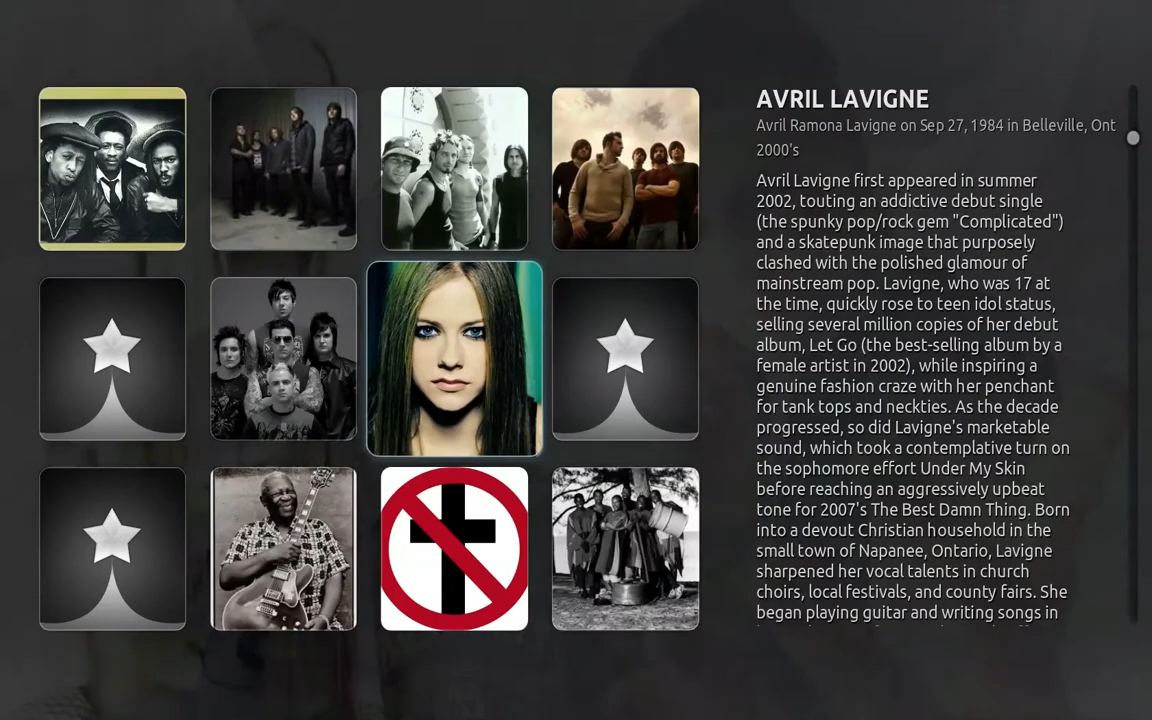 AVRIL LAVIGNE
Avril Ramona Lavigne on Sep 27, 1984 in Belleville, Ont
2000's
Avril Lavigne first appeared in summer
2002, touting an addictive debut single
(the spunky pop/rock gem "Complicated")
and a skatepunk image that purposely
clashed with the polished glamour of
mainstream pop. Lavigne, who was 17 at
the time, quickly rose to teen idol status,
selling several million copies of her debut
album, Let Go (the best-selling album by a
female artist in 2002), while inspiring a
genuine fashion craze with her penchant
for tank tops and neckties. As the decade
progressed, so did Lavigne's marketable
sound, which took a contemplative turn on
the sophomore effort Under My Skin
before reaching an aggressively upbeat
tone for 2007's The Best Damn Thing. Born
into a devout Christian household in the
small town of Napanee, Ontario, Lavigne
sharpened her vocal talents in church
choirs, local festivals, and county fairs. She
began playing guitar and writing songs in